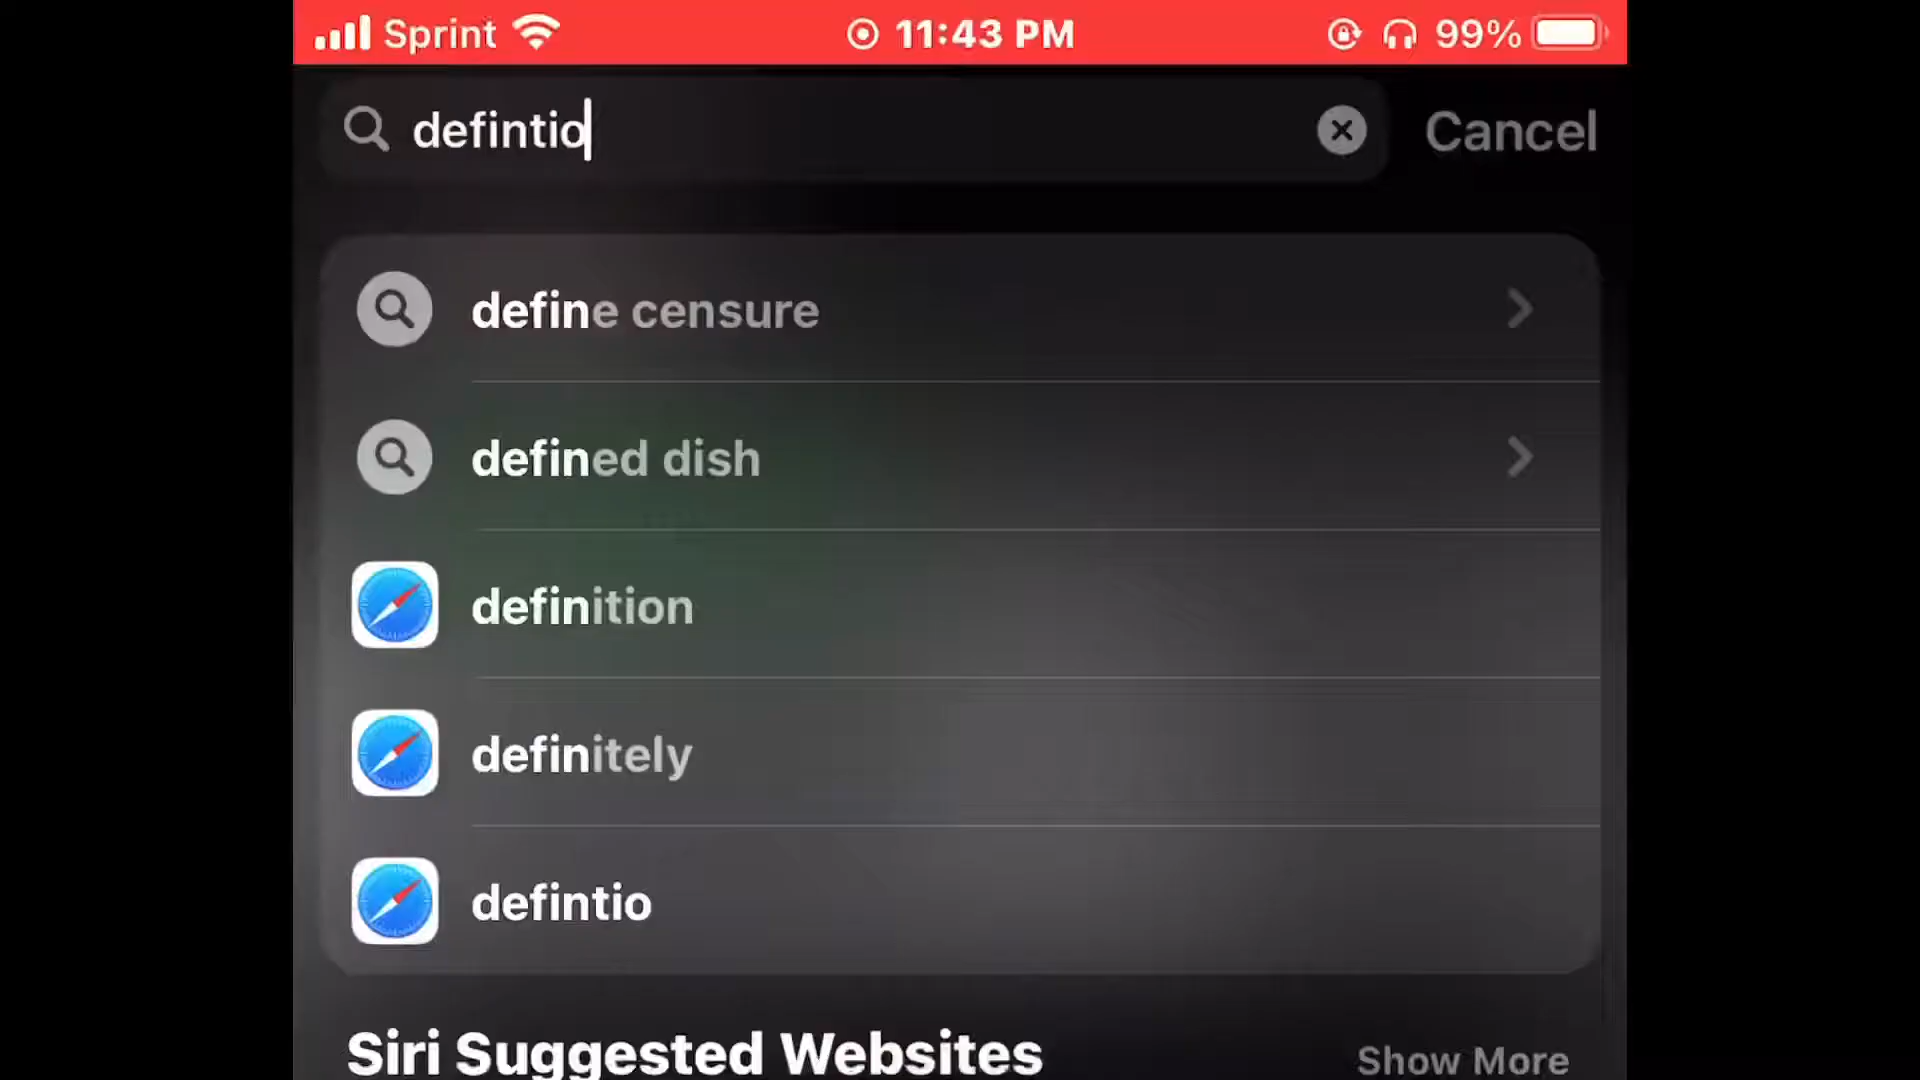 Sprint 11:43 PM 99%
defintio Cancel
define censure
defined dish
definition
definitely
defintio
Siri Suggested Websites Show More